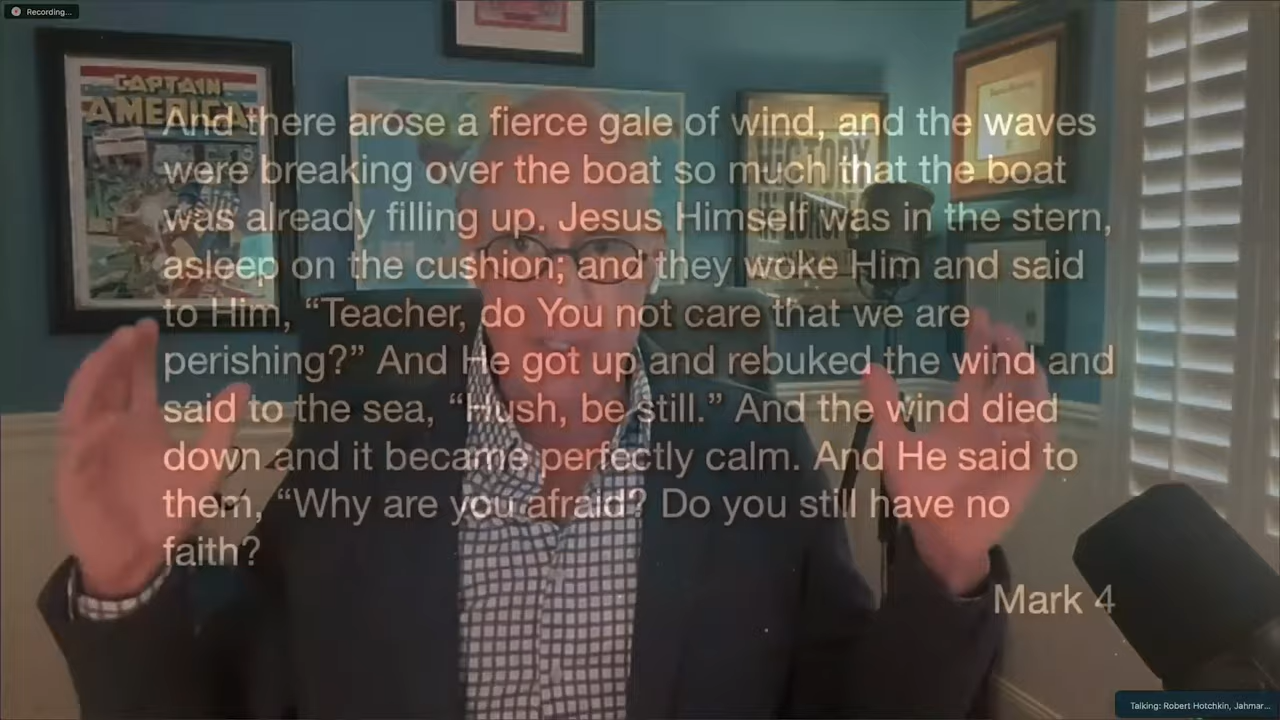 Recording...
CAPTAIN
AMERICA
And there arose a fierce gale of wind, and the waves
were breaking over the boat so much that the boat
was already filling up. Jesus Himself was in the stern,
asleep on the cushion; and they woke Him and said
to Him, “Teacher, do You not care that we are
perishing?” And He got up and rebuked the wind and
said to the sea, “Hush, be still.” And the wind died
down and it became perfectly calm. And He said to
them, “Why are you afraid? Do you still have no
faith?
Mark 4
VICTORY
Talking: Robert Hotchkin, Jahmar...